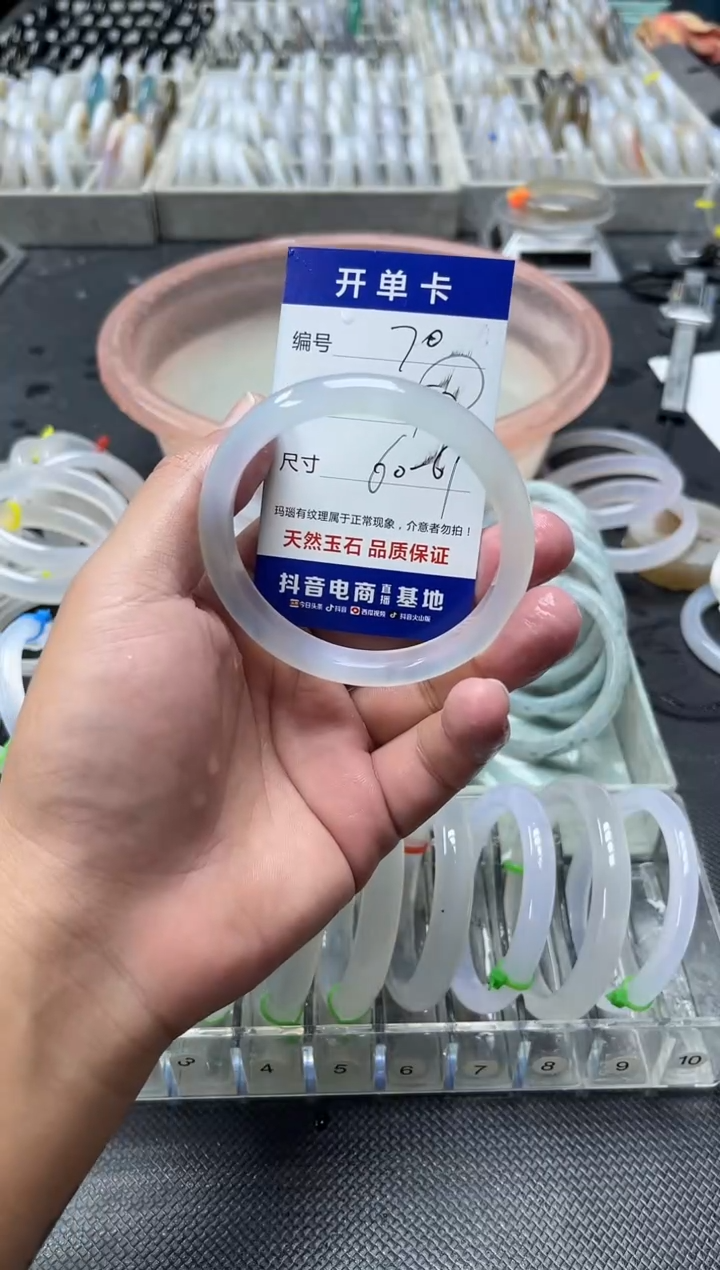 开单卡
编号 70
尺寸 60-61
玛瑙有纹理属于正常现象，介意者勿拍！
天然玉石 品质保证
抖音电商直播基地
今日头条 抖音 西瓜视频 抖音火山版
3 4 5 6 7 8 9 10